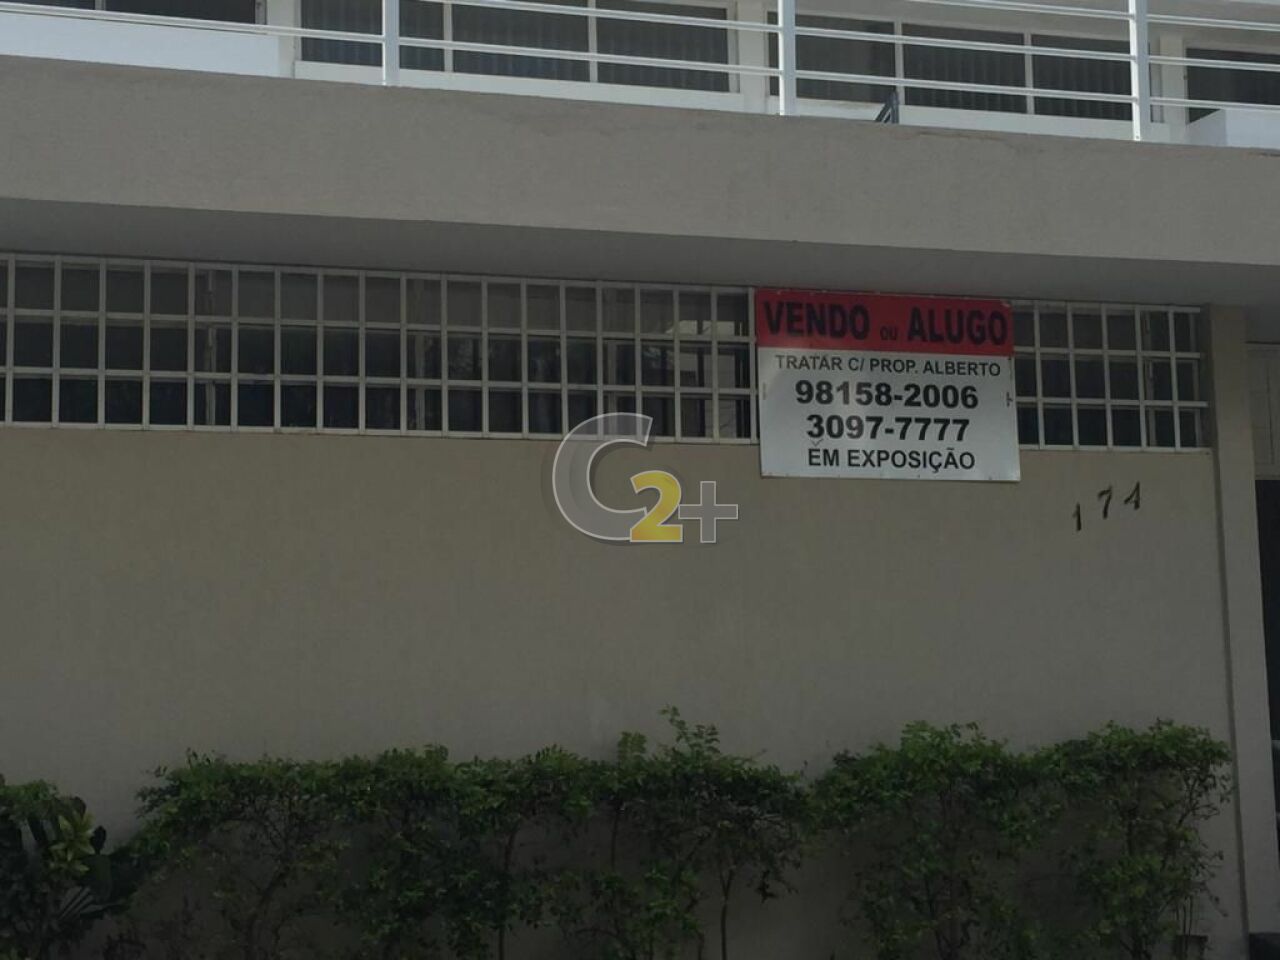 VENDO OU ALUGO
TRATAR C/ PROP. ALBERTO
98158-2006
3097-7777
EM EXPOSIÇÃO
174
C2+